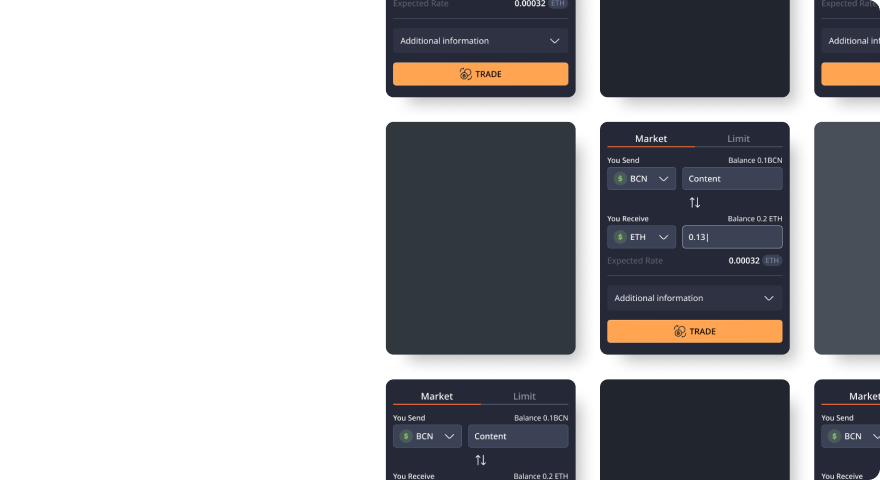 Expected Rate 0.00032 ETH
Additional information
TRADE
Expected Rate
Additional inf
Market Limit
You Send Balance 0.1BCN
$ BCN Content
You Receive Balance 0.2 ETH
$ ETH 0.13
Expected Rate 0.00032 ETH
Additional information
TRADE
Market Limit
You Send Balance 0.1BCN
$ BCN Content
You Receive Balance 0.2 ETH
Market
You Send
$ BCN
You Receive